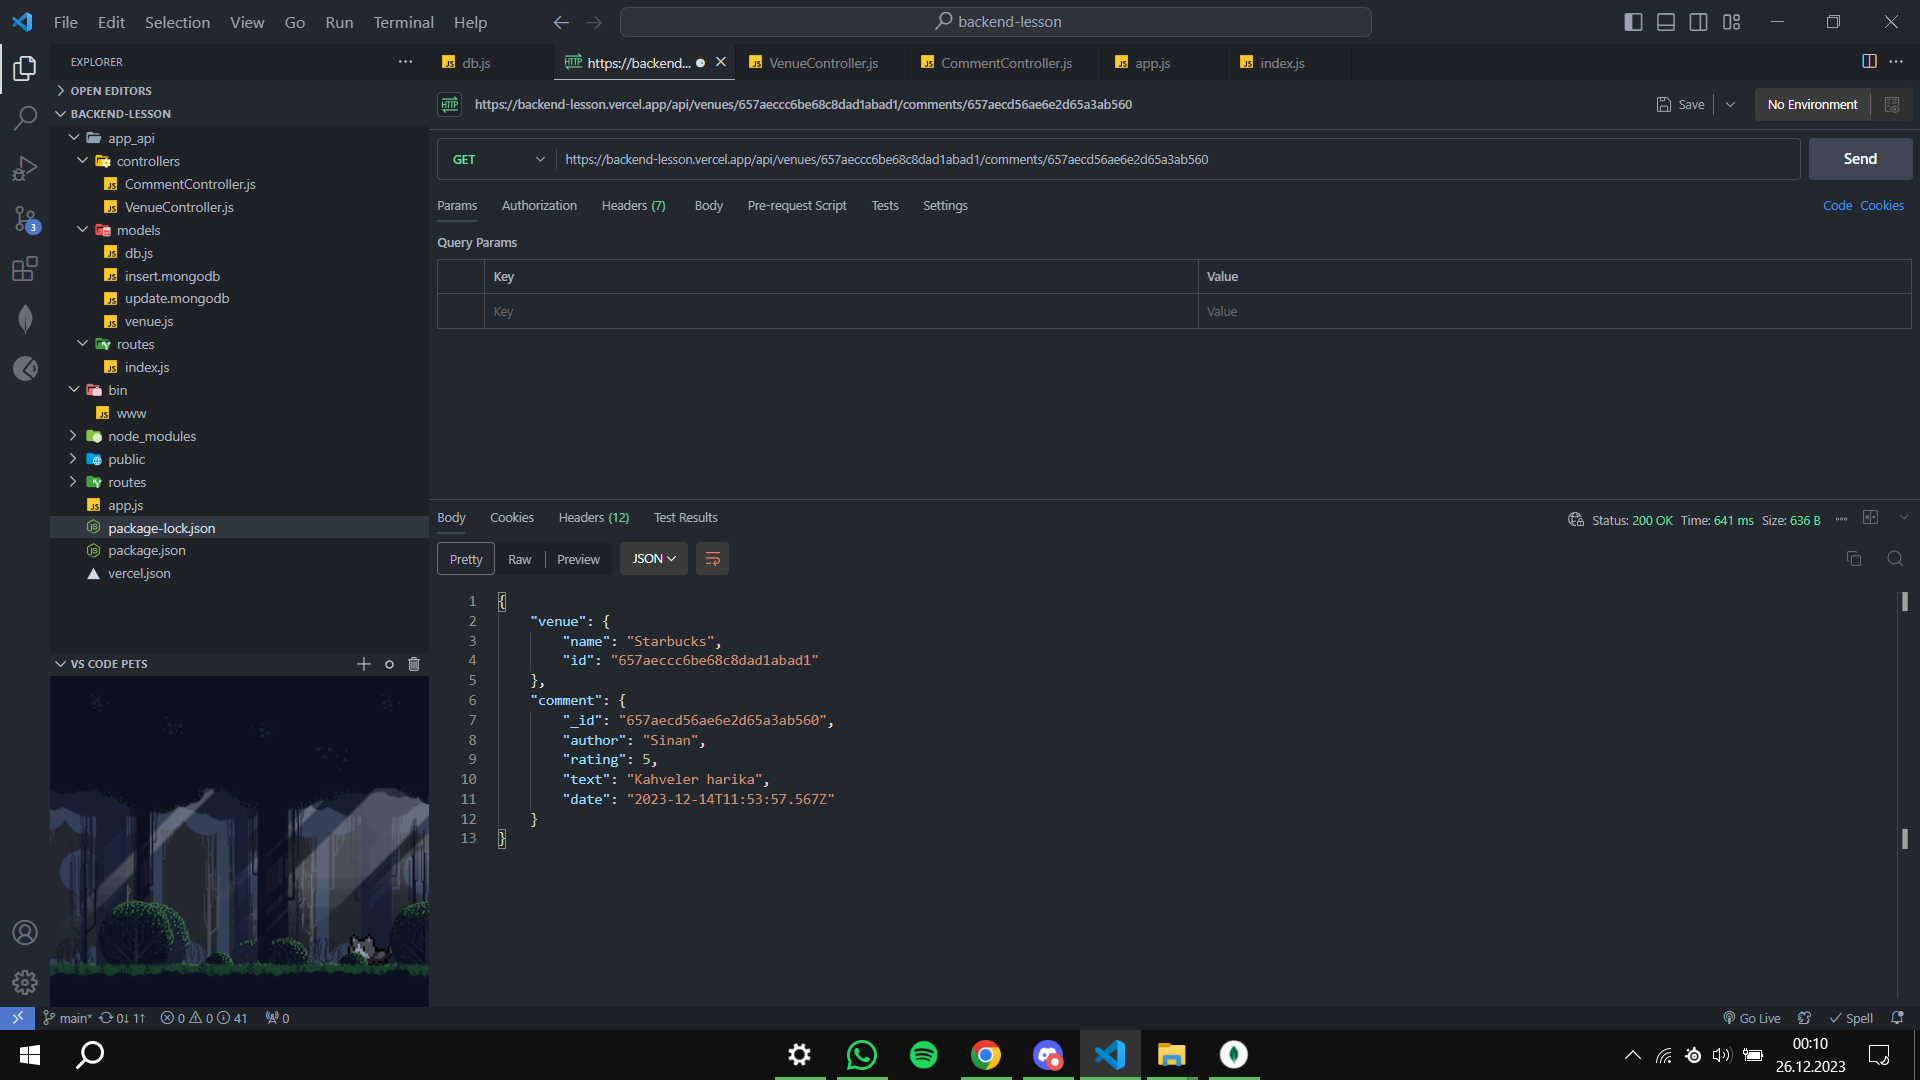 File Edit Selection View Go Run Terminal Help
backend-lesson
EXPLORER
OPEN EDITORS
BACKEND-LESSON
app_api
controllers
CommentController.js
VenueController.js
models
db.js
insert.mongodb
update.mongodb
venue.js
routes
index.js
bin
www
node_modules
public
routes
app.js
package-lock.json
package.json
vercel.json
VS CODE PETS
db.js
https://backend...
VenueController.js
CommentController.js
app.js
index.js
HTTP https://backend-lesson.vercel.app/api/venues/657aeccc6be68c8dad1abad1/comments/657aecd56ae6e2d65a3ab560
Save
No Environment
GET https://backend-lesson.vercel.app/api/venues/657aeccc6be68c8dad1abad1/comments/657aecd56ae6e2d65a3ab560
Send
Params Authorization Headers (7) Body Pre-request Script Tests Settings
Code Cookies
Query Params
Key Value
Key Value
Body Cookies Headers (12) Test Results
Status: 200 OK Time: 641 ms Size: 636 B
Pretty Raw Preview JSON
1 {
2 "venue": {
3 "name": "Starbucks",
4 "id": "657aeccc6be68c8dad1abad1"
5 },
6 "comment": {
7 "_id": "657aecd56ae6e2d65a3ab560",
8 "author": "Sinan",
9 "rating": 5,
10 "text": "Kahveler harika",
11 "date": "2023-12-14T11:53:57.567Z"
12 }
13 }
3
main* 0↓ 1↑ 0 0 41 0
Go Live Spell
00:10
26.12.2023